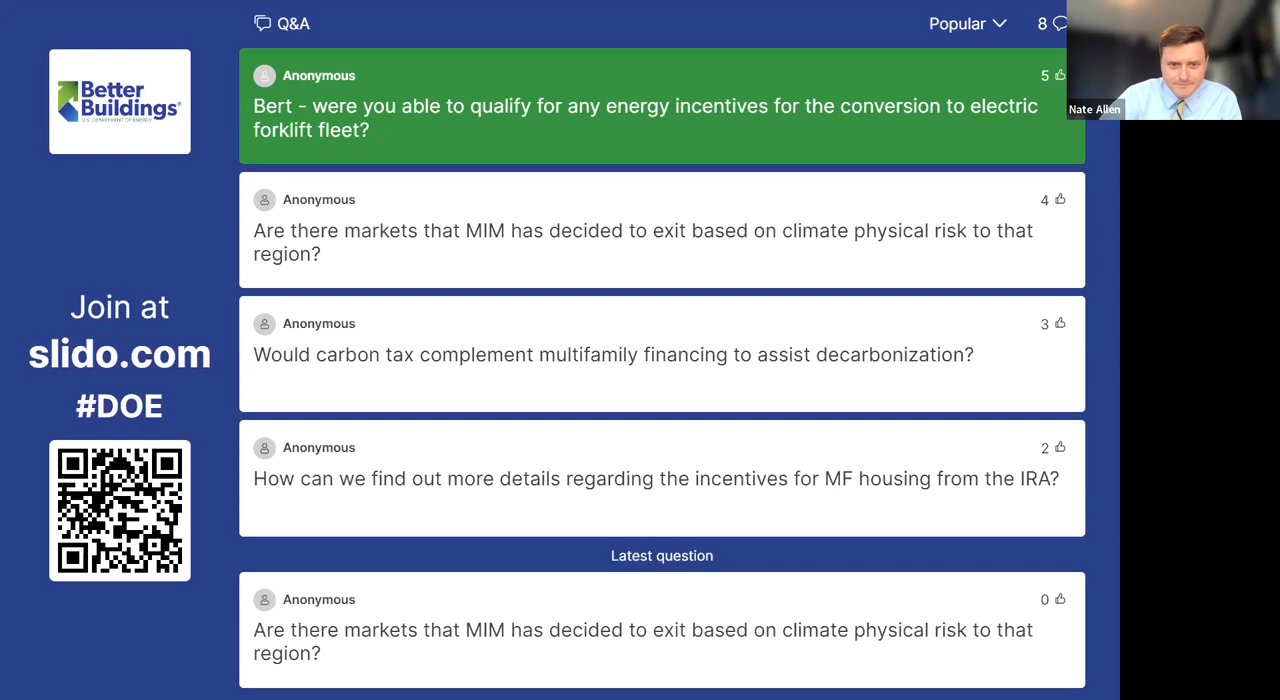 Q&A
Popular
8
Better
Buildings®
U.S. DEPARTMENT OF ENERGY
Anonymous
5
Bert - were you able to qualify for any energy incentives for the conversion to electric
forklift fleet?
Nate Allen
Anonymous
4
Are there markets that MIM has decided to exit based on climate physical risk to that
region?
Join at
slido.com
#DOE
Anonymous
3
Would carbon tax complement multifamily financing to assist decarbonization?
Anonymous
2
How can we find out more details regarding the incentives for MF housing from the IRA?
Latest question
Anonymous
0
Are there markets that MIM has decided to exit based on climate physical risk to that
region?